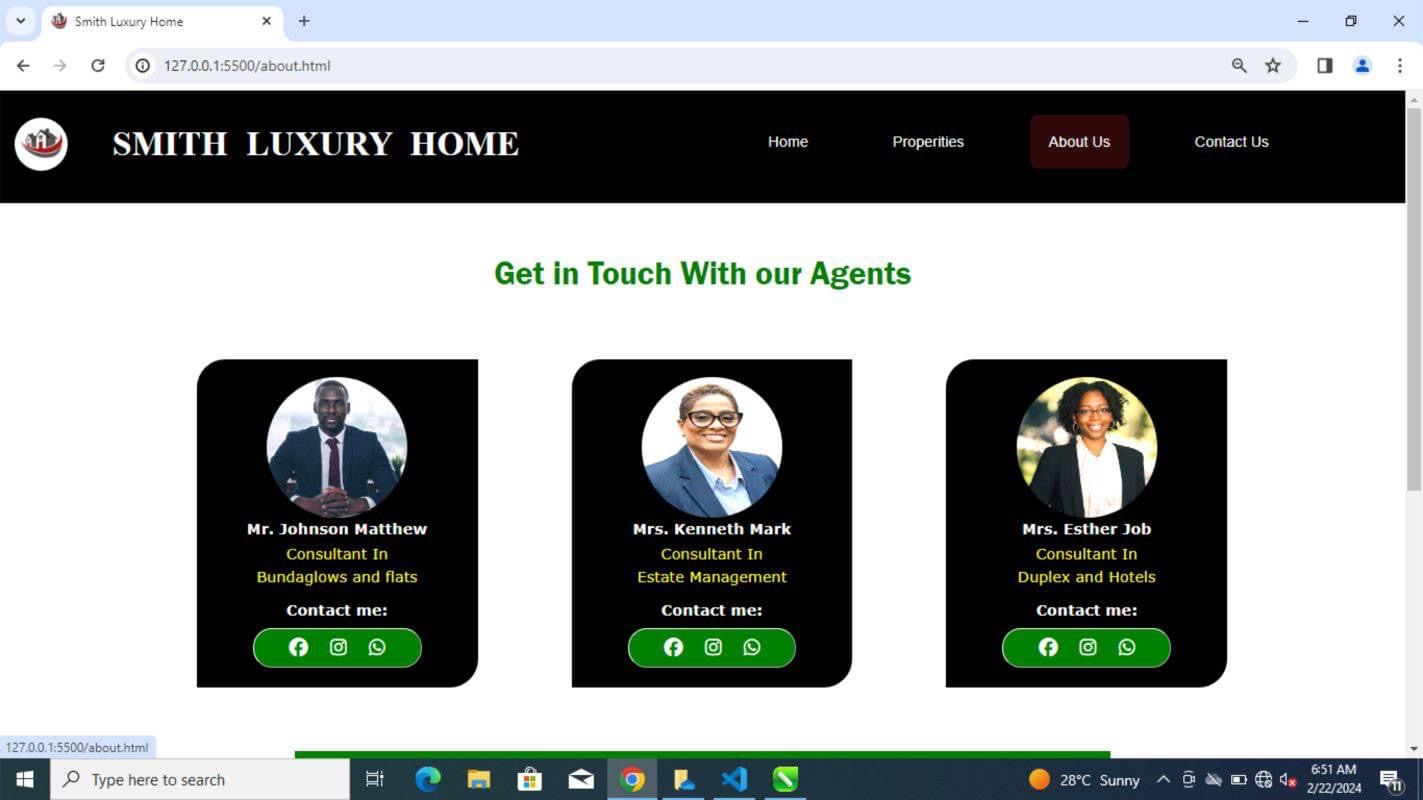 Smith Luxury Home
127.0.0.1:5500/about.html
SMITH LUXURY HOME
Home
Properities
About Us
Contact Us
Get in Touch With our Agents
Mr. Johnson Matthew
Consultant In
Bundaglows and flats
Contact me:
Mrs. Kenneth Mark
Consultant In
Estate Management
Contact me:
Mrs. Esther Job
Consultant In
Duplex and Hotels
Contact me:
127.0.0.1:5500/about.html
Type here to search
28°C Sunny
6:51 AM
2/22/2024
11